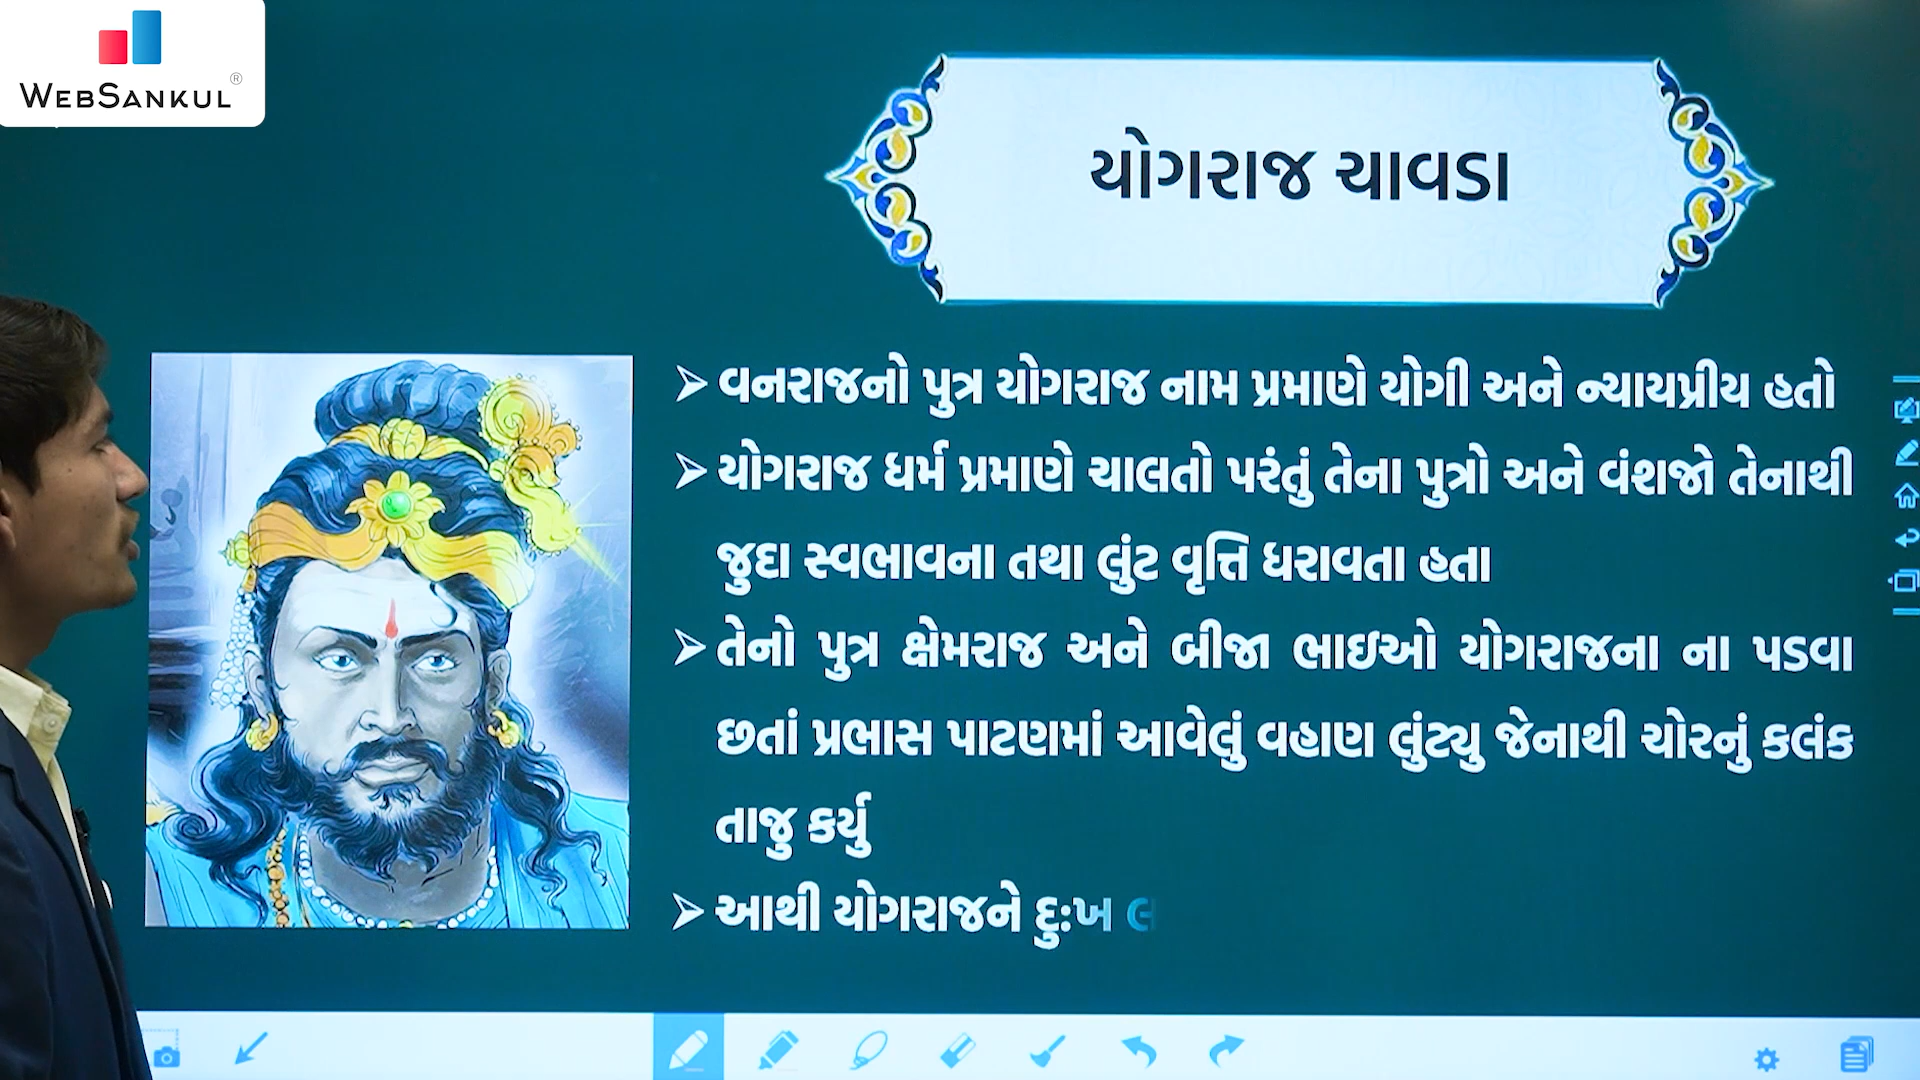 WEBSANKUL®
યોગરાજ ચાવડા
➢ વનરાજનો પુત્ર યોગરાજ નામ પ્રમાણે યોગી અને ન્યાયપ્રીય હતો
➢ યોગરાજ ધર્મ પ્રમાણે ચાલતો પરંતું તેના પુત્રો અને વંશજો તેનાથી
જુદા સ્વભાવના તથા લુંટ વૃત્તિ ધરાવતા હતા
➢ તેનો પુત્ર ક્ષેમરાજ અને બીજા ભાઇઓ યોગરાજના ના પડવા
છતાં પ્રભાસ પાટણમાં આવેલું વહાણ લુંટ્યુ જેનાથી ચોરનું કલંક
તાજુ કર્યુ
➢ આથી યોગરાજને દુ:ખ